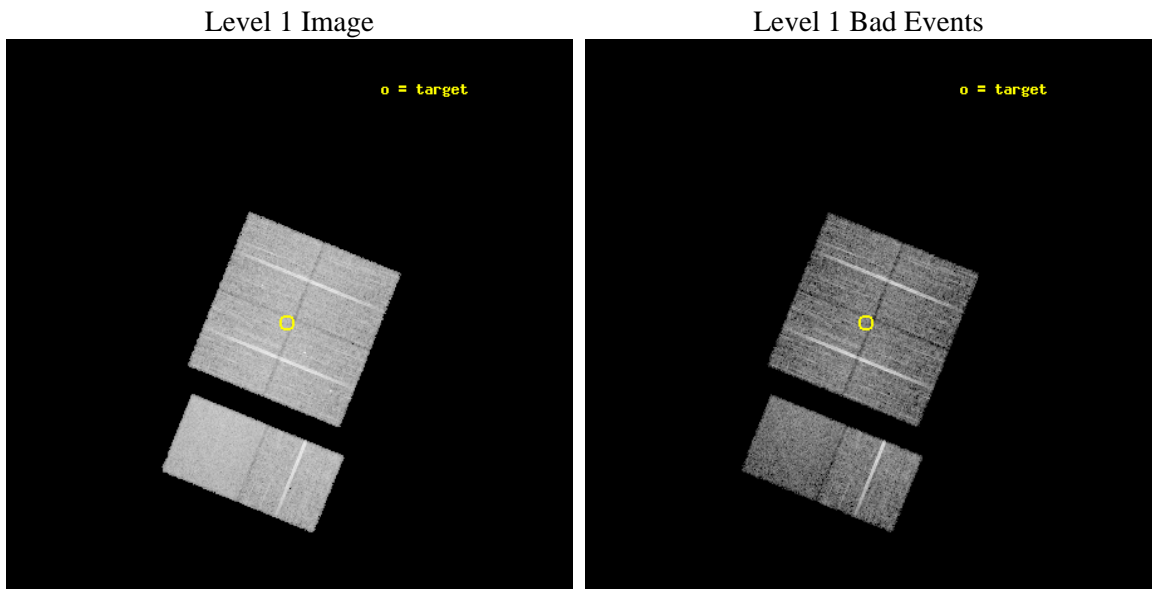 Level 1 Image
Level 1 Bad Events
o = target
o = target